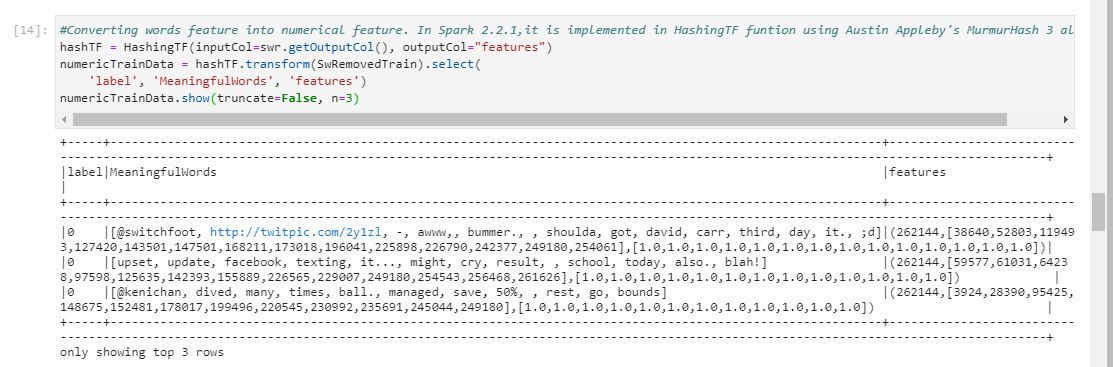 [14]: #Converting words feature into numerical feature. In Spark 2.2.1,it is implemented in HashingTF funtion using Austin Appleby's MurmurHash 3 al
hashTF = HashingTF(inputCol=swr.getOutputCol(), outputCol="features")
numericTrainData = hashTF.transform(SwRemovedTrain).select(
    'label', 'MeaningfulWords', 'features')
numericTrainData.show(truncate=False, n=3)
|label|MeaningfulWords |features
|
|0 |[@switchfoot, http://twitpic.com/2y1zl, -, awww,, bummer., , shoulda, got, david, carr, third, day, it., ;d]|(262144,[38640,52803,11949
3,127420,143501,147501,168211,173018,196041,225898,226790,242377,249180,254061],[1.0,1.0,1.0,1.0,1.0,1.0,1.0,1.0,1.0,1.0,1.0,1.0,1.0,1.0])|
|0 |[upset, update, facebook, texting, it..., might, cry, result, , school, today, also., blah!] |(262144,[59577,61031,6423
8,97598,125635,142393,155889,226565,229007,249180,254543,256468,261626],[1.0,1.0,1.0,1.0,1.0,1.0,1.0,1.0,1.0,1.0,1.0,1.0,1.0]) |
|0 |[@kenichan, dived, many, times, ball., managed, save, 50%, , rest, go, bounds] |(262144,[3924,28390,95425,
148675,152481,178017,199496,220545,230992,235691,245044,249180],[1.0,1.0,1.0,1.0,1.0,1.0,1.0,1.0,1.0,1.0,1.0,1.0]) |
only showing top 3 rows